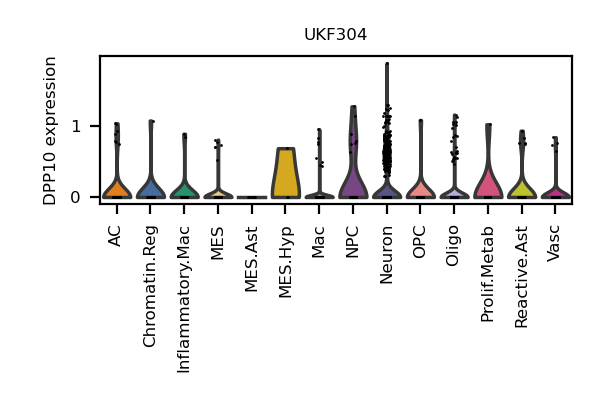 UKF304
DPP10 expression
1
0
AC
Chromatin.Reg
Inflammatory.Mac
MES
MES.Ast
MES.Hyp
Mac
NPC
Neuron
OPC
Oligo
Prolif.Metab
Reactive.Ast
Vasc